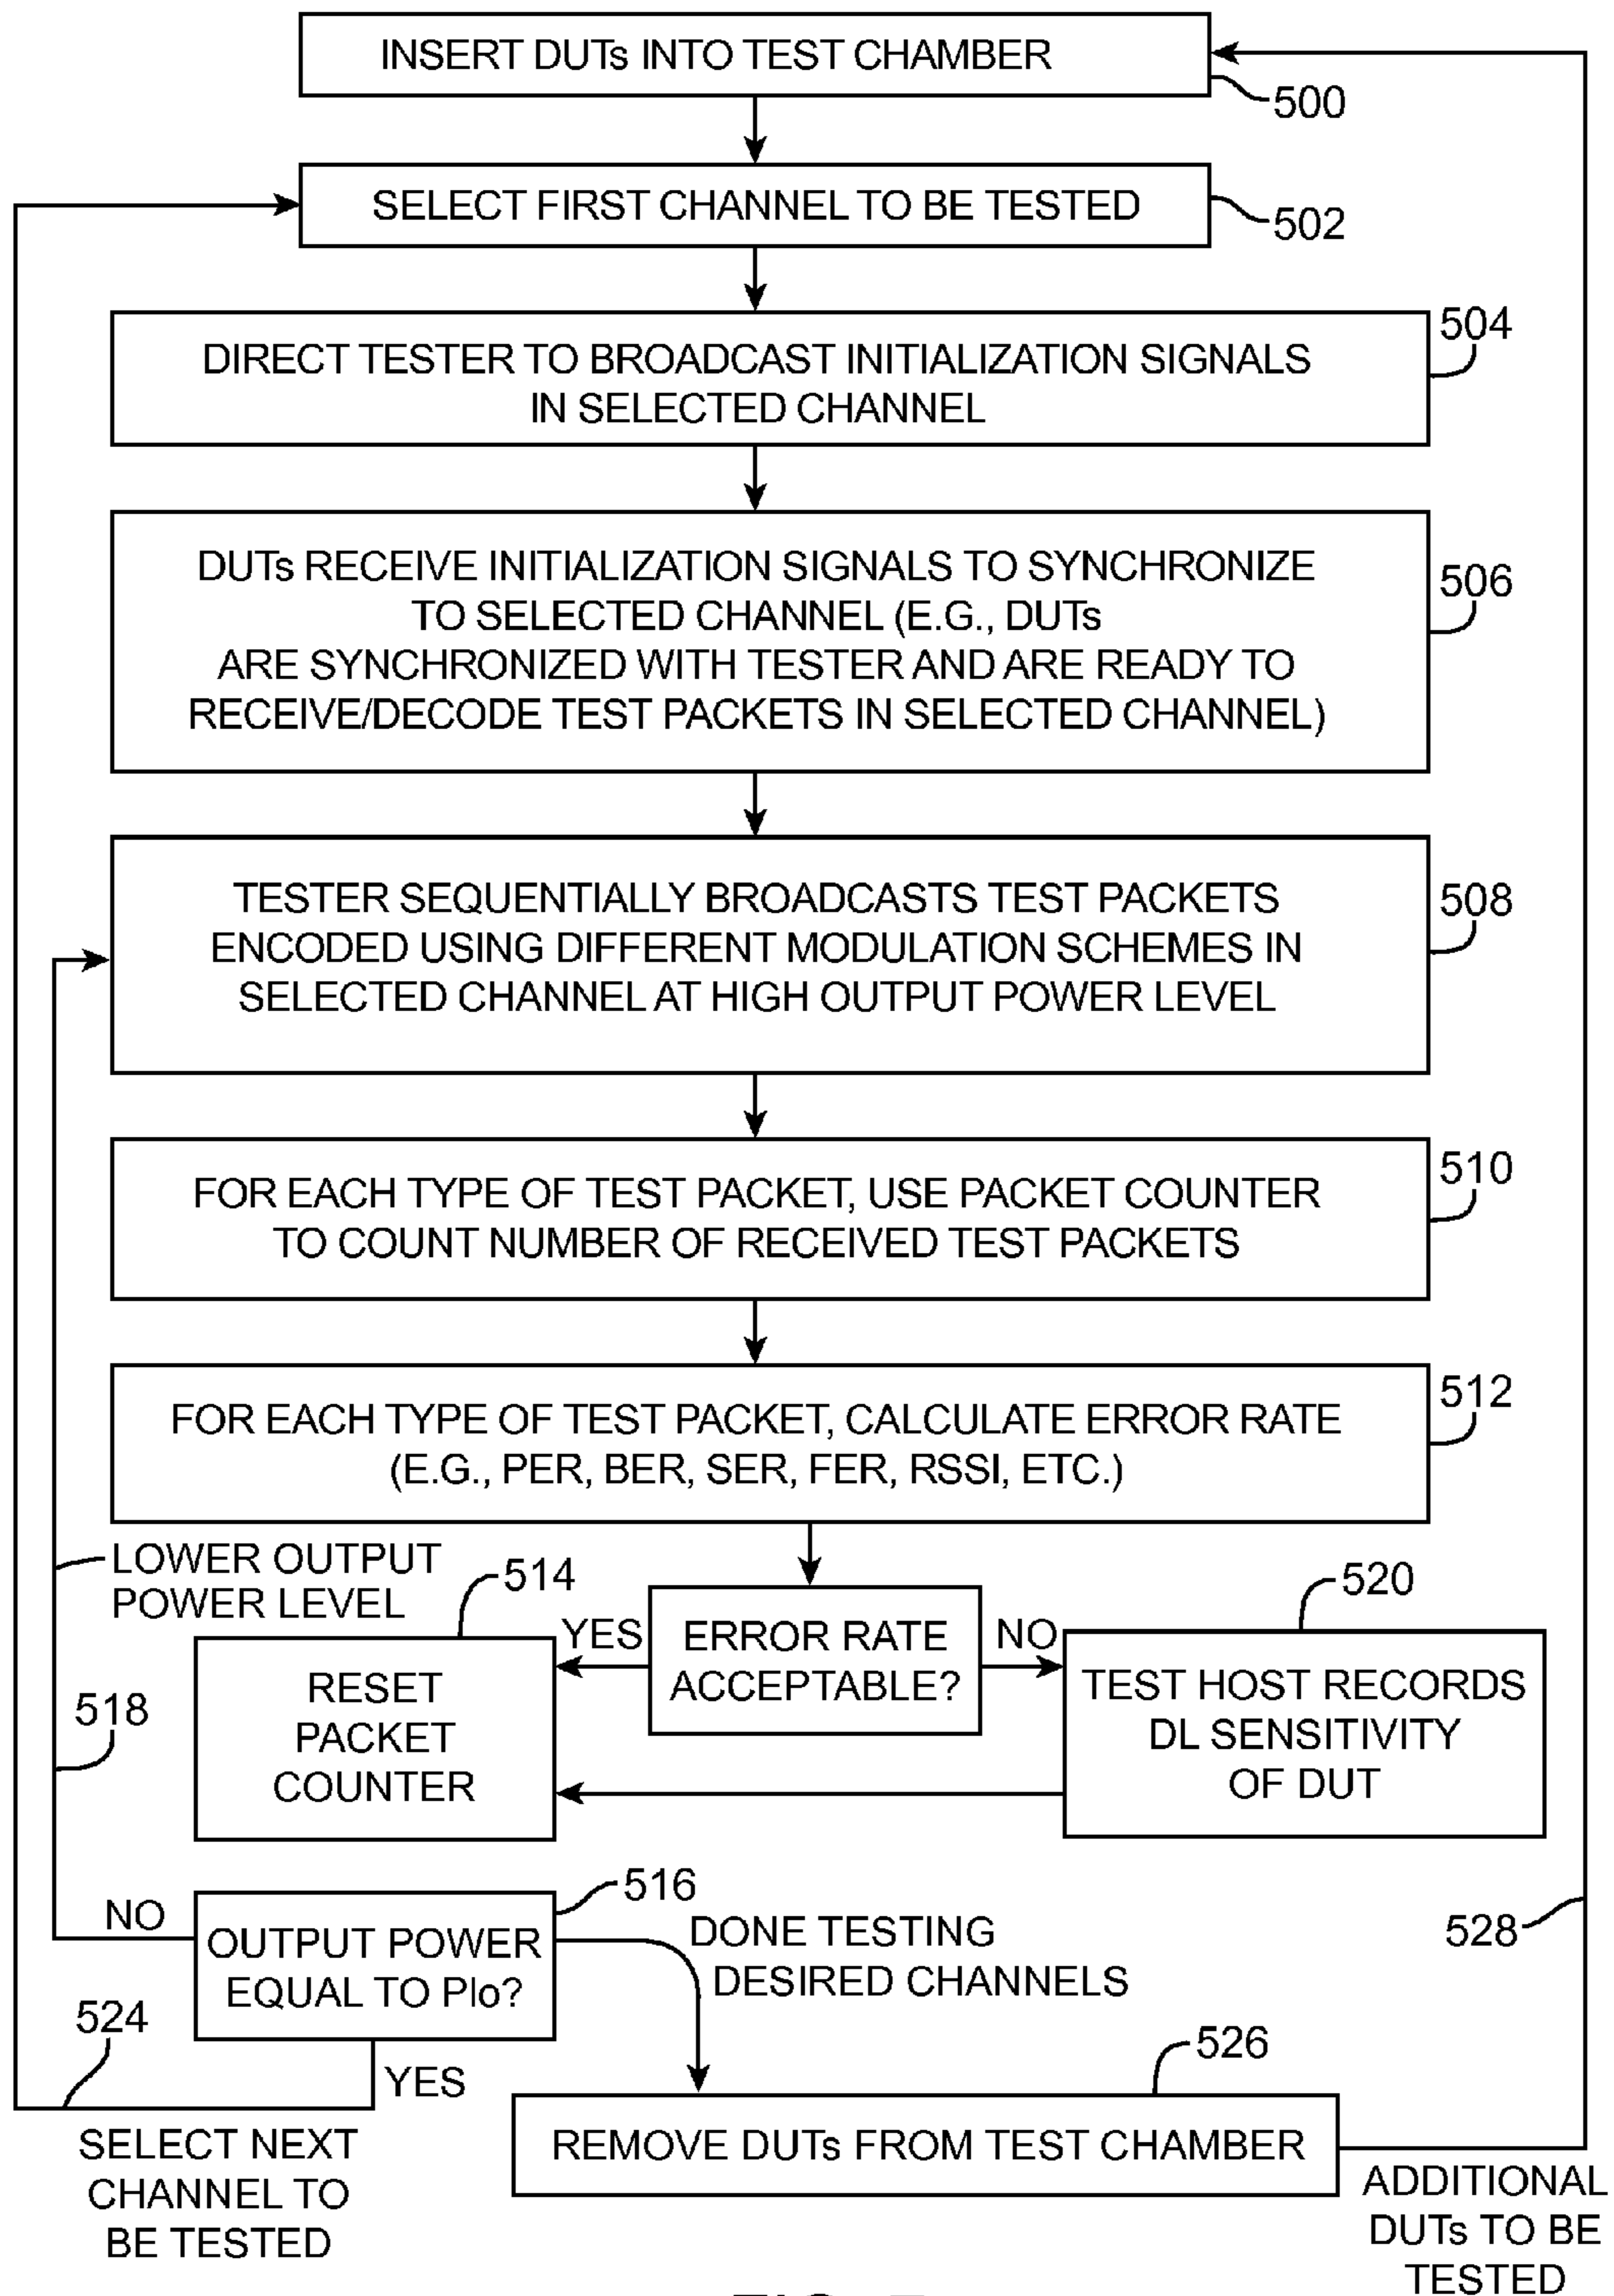 INSERT DUTs INTO TEST CHAMBER
500
SELECT FIRST CHANNEL TO BE TESTED
502
504
DIRECT TESTER TO BROADCAST INITIALIZATION SIGNALS
IN SELECTED CHANNEL
DUTs RECEIVE INITIALIZATION SIGNALS TO SYNCHRONIZE
TO SELECTED CHANNEL (E.G., DUTs
ARE SYNCHRONIZED WITH TESTER AND ARE READY TO
RECEIVE/DECODE TEST PACKETS IN SELECTED CHANNEL)
506
TESTER SEQUENTIALLY BROADCASTS TEST PACKETS
ENCODED USING DIFFERENT MODULATION SCHEMES IN
SELECTED CHANNEL AT HIGH OUTPUT POWER LEVEL
508
FOR EACH TYPE OF TEST PACKET, USE PACKET COUNTER
TO COUNT NUMBER OF RECEIVED TEST PACKETS
510
FOR EACH TYPE OF TEST PACKET, CALCULATE ERROR RATE
(E.G., PER, BER, SER, FER, RSSI, ETC.)
512
LOWER OUTPUT
POWER LEVEL
514
520
YES
ERROR RATE
ACCEPTABLE?
NO
RESET
PACKET
COUNTER
TEST HOST RECORDS
DL SENSITIVITY
OF DUT
518
516
NO
OUTPUT POWER
EQUAL TO Plo?
DONE TESTING
DESIRED CHANNELS
528
524
YES
526
SELECT NEXT
CHANNEL TO
BE TESTED
REMOVE DUTs FROM TEST CHAMBER
ADDITIONAL
DUTs TO BE
TESTED